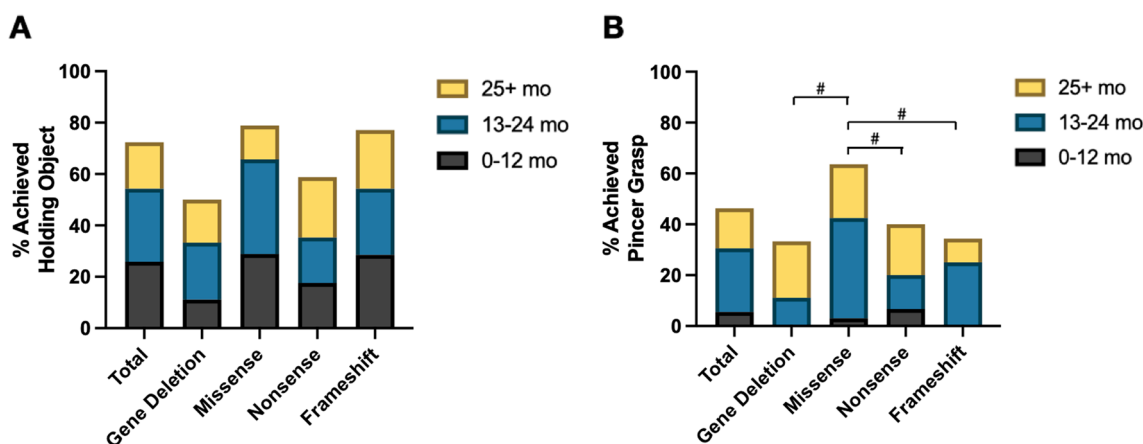 A
% Achieved
Holding Object
100
80
60
40
20
0
Total
Gene Deletion
Missense
Nonsense
Frameshift
25+ mo
13-24 mo
0-12 mo
B
% Achieved
Pincer Grasp
100
80
60
40
20
0
#
#
#
Total
Gene Deletion
Missense
Nonsense
Frameshift
25+ mo
13-24 mo
0-12 mo